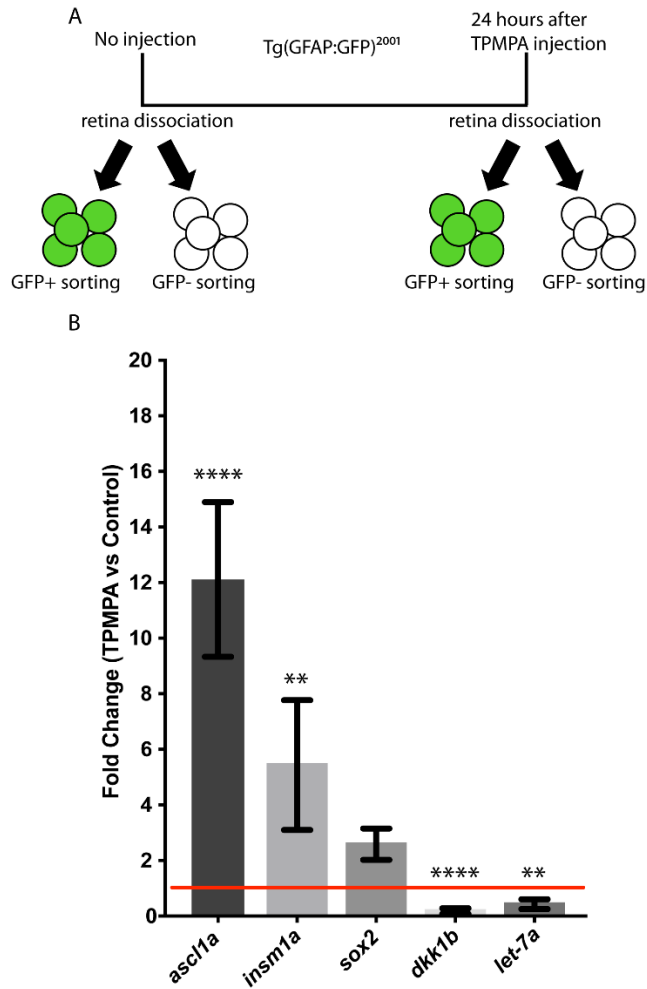 A
No injection
Tg(GFAP:GFP)²⁰⁰¹
24 hours after
TPMPA injection
retina dissociation
retina dissociation
GFP+ sorting
GFP- sorting
GFP+ sorting
GFP- sorting
B
Fold Change (TPMPA vs Control)
20
18
16
14
12
10
8
6
4
2
0
****
**
****
**
ascl1a
insm1a
sox2
dkk1b
let-7a